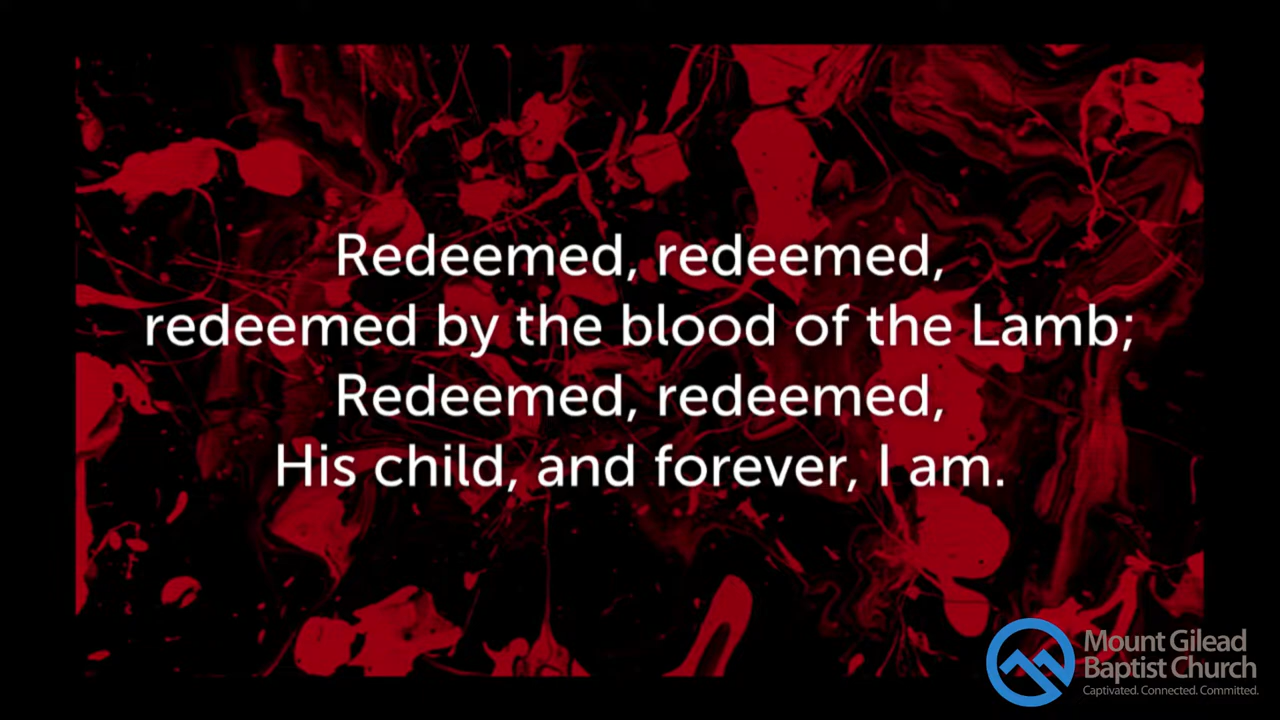 Redeemed, redeemed,
redeemed by the blood of the Lamb;
Redeemed, redeemed,
His child, and forever, I am.
Mount Gilead
Baptist Church
Captivated. Connected. Committed.